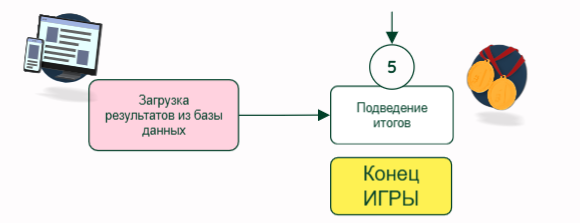 5
Загрузка
результатов из базы
данных
Подведение
итогов
Конец
ИГРЫ